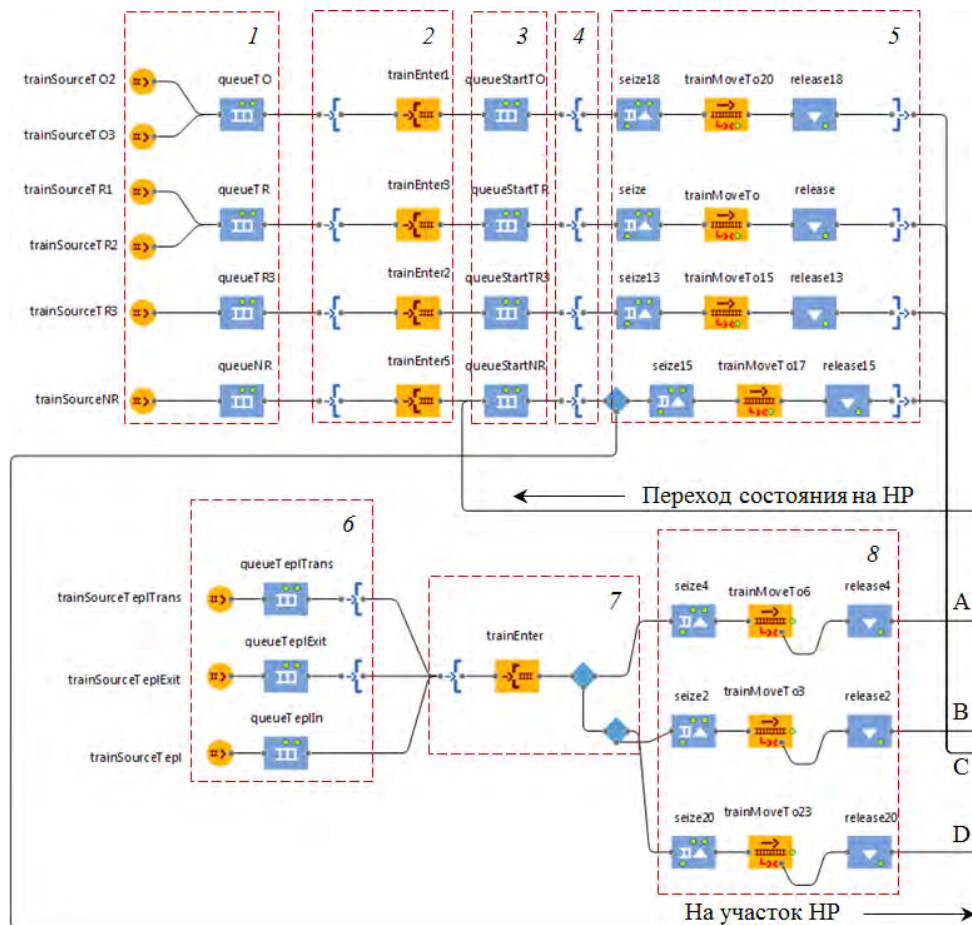 1
2
3
4
5
trainSourceTO2
queueTO
trainEnter1
queueStartTO
seize18
trainMoveTo20
release18
trainSourceTO3
trainSourceTR1
queueTR
trainEnter3
queueStartTR
seize
trainMoveTo
release
trainSourceTR2
queueTR3
trainEnter2
queueStartTR3
seize13
trainMoveTo15
release13
trainSourceTR3
queueNR
trainEnter5
queueStartNR
seize15
trainMoveTo17
release15
trainSourceNR
Переход состояния на НР
6
7
8
queueTeplTrans
trainSourceTeplTrans
seize4
trainMoveTo6
release4
A
queueTeplExit
trainEnter
trainSourceTeplExit
seize2
trainMoveTo3
release2
B
queueTeplIn
trainSourceTepl
C
seize20
trainMoveTo23
release20
D
На участок НР